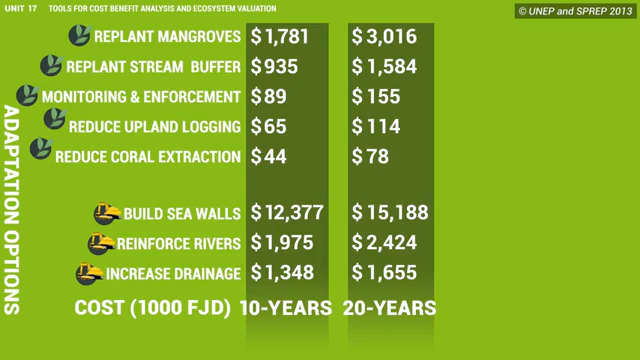 UNIT 17 TOOLS FOR COST BENEFIT ANALYSIS AND ECOSYSTEM VALUATION
© UNEP and SPREP 2013
ADAPTATION OPTIONS
REPLANT MANGROVES $1,781 $3,016
REPLANT STREAM BUFFER $935 $1,584
MONITORING & ENFORCEMENT $89 $155
REDUCE UPLAND LOGGING $65 $114
REDUCE CORAL EXTRACTION $44 $78
BUILD SEA WALLS $12,377 $15,188
REINFORCE RIVERS $1,975 $2,424
INCREASE DRAINAGE $1,348 $1,655
COST (1000 FJD) 10-YEARS 20-YEARS